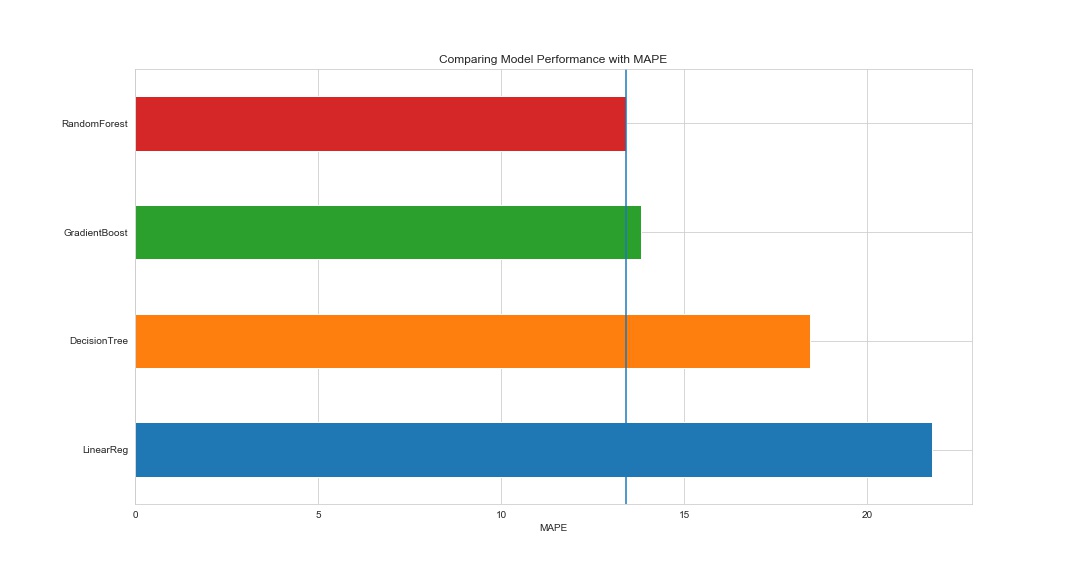 Comparing Model Performance with MAPE
RandomForest
GradientBoost
DecisionTree
LinearReg
0 5 10 15 20
MAPE